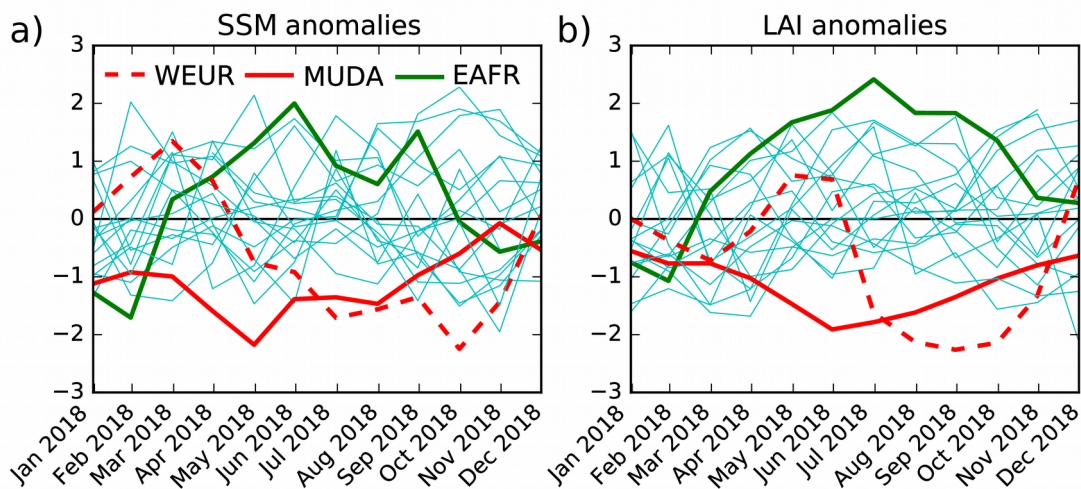 a) SSM anomalies
3
2
1
0
−1
−2
−3
WEUR MUDA EAFR
Jan 2018
Feb 2018
Mar 2018
Apr 2018
May 2018
Jun 2018
Jul 2018
Aug 2018
Sep 2018
Oct 2018
Nov 2018
Dec 2018
b) LAI anomalies
3
2
1
0
−1
−2
−3
Jan 2018
Feb 2018
Mar 2018
Apr 2018
May 2018
Jun 2018
Jul 2018
Aug 2018
Sep 2018
Oct 2018
Nov 2018
Dec 2018